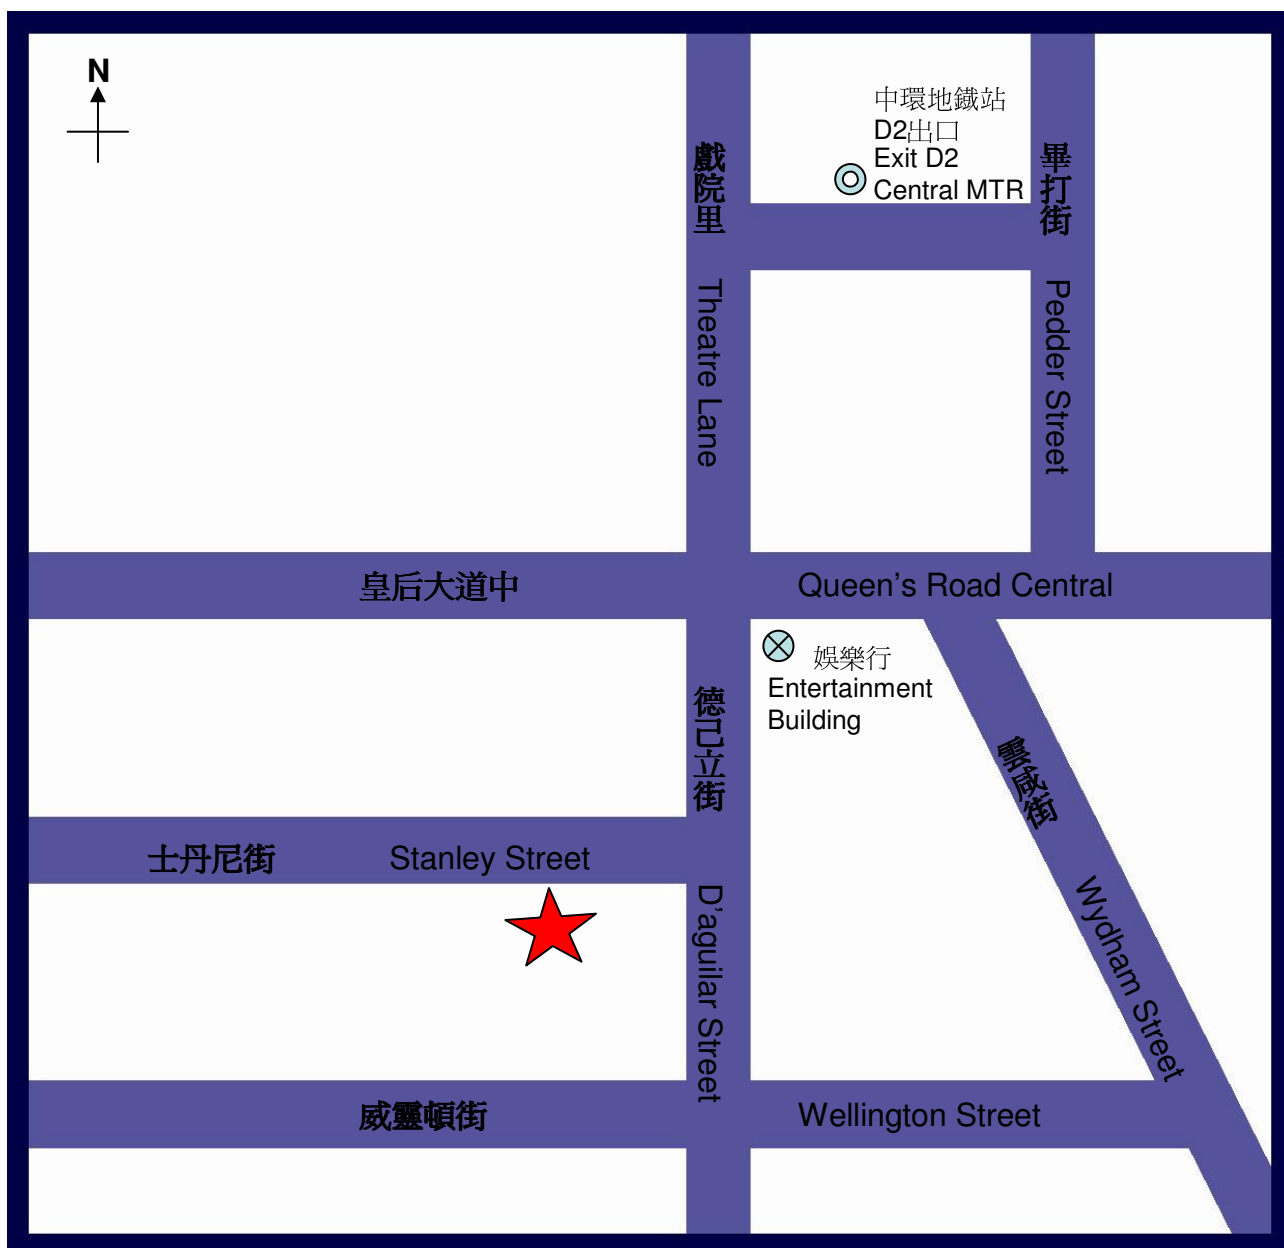 N
中環地鐵站
D2出口
Exit D2
Central MTR
戲院里
Theatre Lane
畢打街
Pedder Street
皇后大道中
Queen's Road Central
娛樂行
Entertainment
Building
德己立街
D'aguilar Street
雲咸街
Wydham Street
士丹尼街
Stanley Street
威靈頓街
Wellington Street